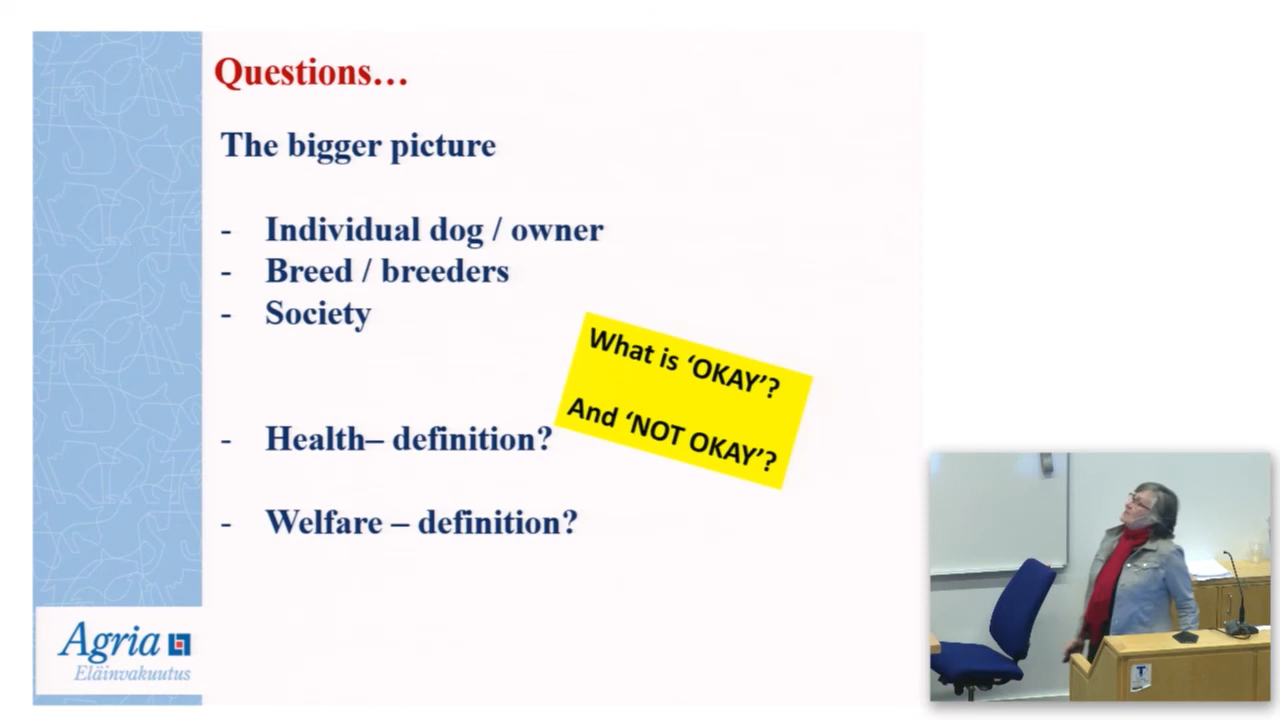 Questions…
The bigger picture
- Individual dog / owner
- Breed / breeders
- Society
What is ‘OKAY’?
And ‘NOT OKAY’?
- Health– definition?
- Welfare – definition?
Agria
Eläinvakuutus
T